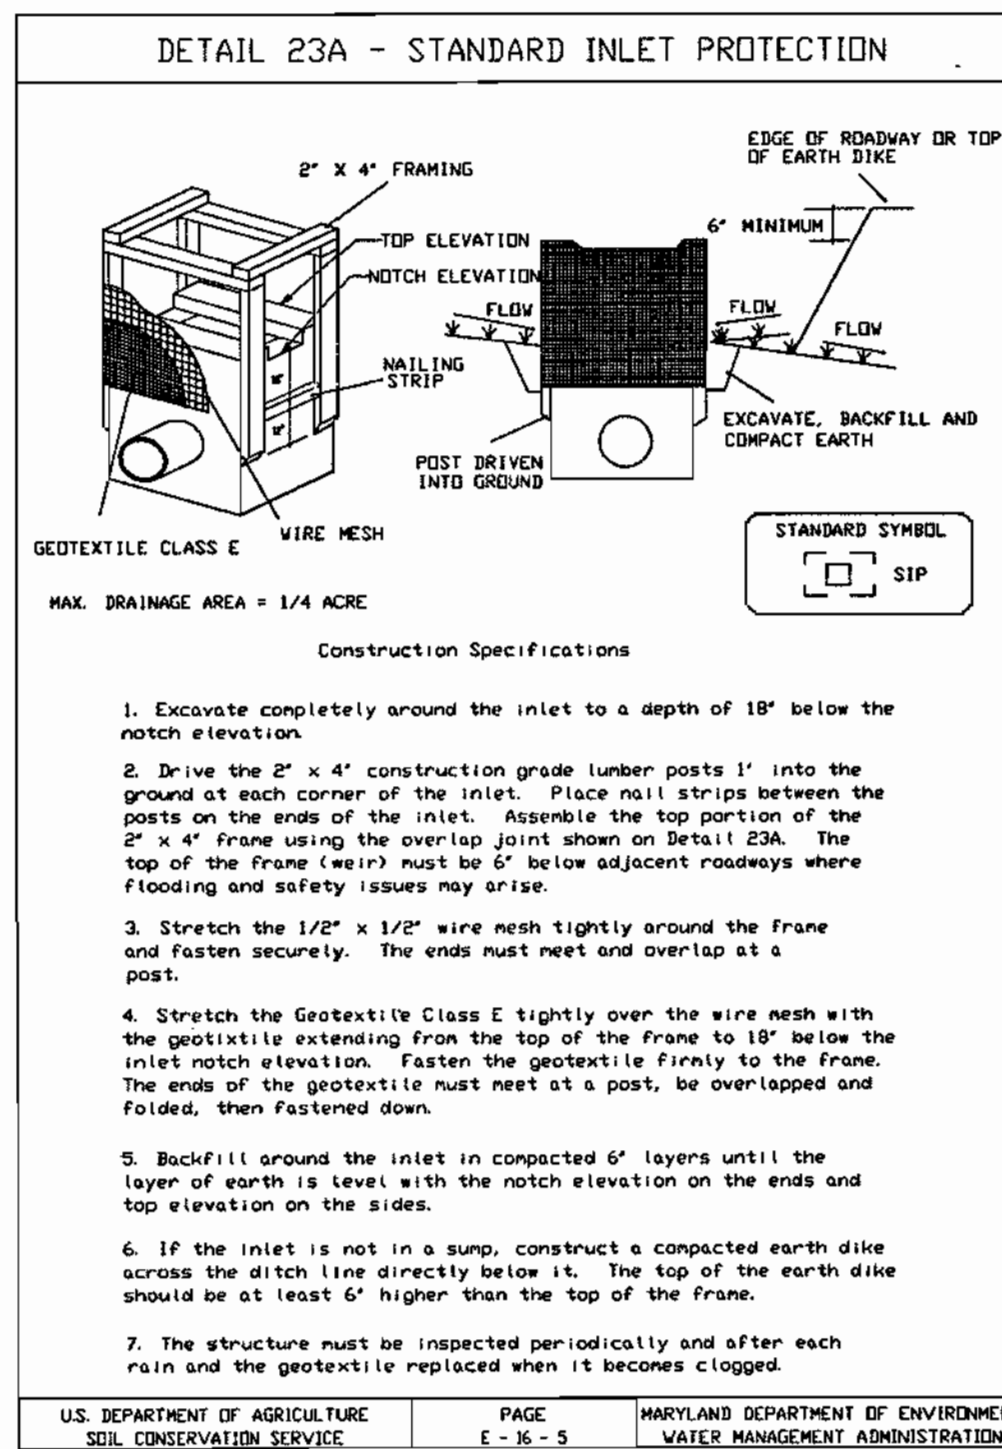 DETAIL 23A - STANDARD INLET PROTECTION
EDGE OF ROADWAY OR TOP
OF EARTH DIKE
2" X 4" FRAMING
6" MINIMUM
TOP ELEVATION
NOTCH ELEVATION
FLOW
FLOW
FLOW
NAILING
STRIP
18"
12"
EXCAVATE, BACKFILL AND
COMPACT EARTH
POST DRIVEN
INTO GROUND
WIRE MESH
GEOTEXTILE CLASS E
STANDARD SYMBOL
SIP
MAX. DRAINAGE AREA = 1/4 ACRE
Construction Specifications
1. Excavate completely around the inlet to a depth of 18" below the
notch elevation.
2. Drive the 2" x 4" construction grade lumber posts 1' into the
ground at each corner of the inlet. Place nail strips between the
posts on the ends of the inlet. Assemble the top portion of the
2" x 4" frame using the overlap joint shown on Detail 23A. The
top of the frame (weir) must be 6" below adjacent roadways where
flooding and safety issues may arise.
3. Stretch the 1/2" x 1/2" wire mesh tightly around the frame
and fasten securely. The ends must meet and overlap at a
post.
4. Stretch the Geotextile Class E tightly over the wire mesh with
the geotixtile extending from the top of the frame to 18" below the
inlet notch elevation. Fasten the geotextile firmly to the frame.
The ends of the geotextile must meet at a post, be overlapped and
folded, then fastened down.
5. Backfill around the inlet in compacted 6" layers until the
layer of earth is level with the notch elevation on the ends and
top elevation on the sides.
6. If the inlet is not in a sump, construct a compacted earth dike
across the ditch line directly below it. The top of the earth dike
should be at least 6" higher than the top of the frame.
7. The structure must be inspected periodically and after each
rain and the geotextile replaced when it becomes clogged.
U.S. DEPARTMENT OF AGRICULTURE
SOIL CONSERVATION SERVICE
PAGE
E - 16 - 5
MARYLAND DEPARTMENT OF ENVIRONME
WATER MANAGEMENT ADMINISTRATION